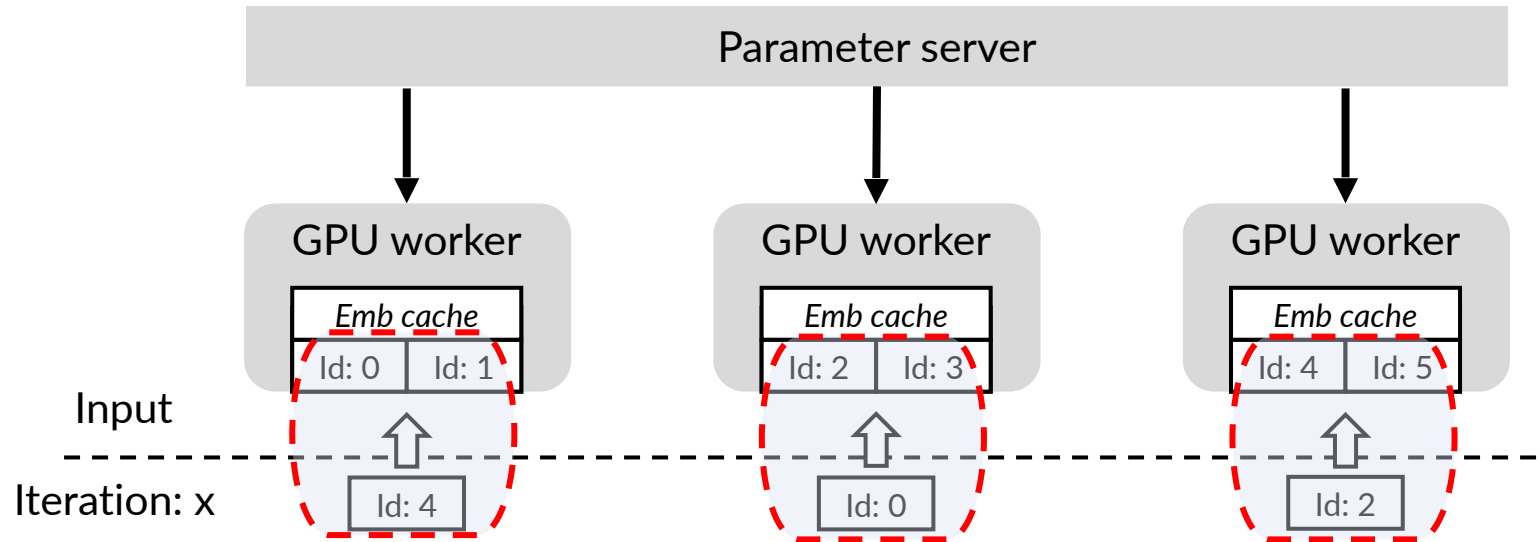 Parameter server
GPU worker GPU worker GPU worker
Emb cache Emb cache Emb cache
Id: 0 Id: 1 Id: 2 Id: 3 Id: 4 Id: 5
Input
Iteration: x Id: 4 Id: 0 Id: 2